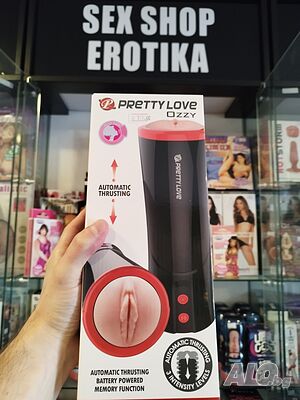 SEX SHOP
EROTIKA
PRETTY LOVE
OZZY
AUTOMATIC
THRUSTING
PRETTY LOVE
AUTOMATIC THRUSTING
BATTERY POWERED
MEMORY FUNCTION
AUTOMATIC THRUSTING
3 INTENSITY LEVELS
ALO.bg